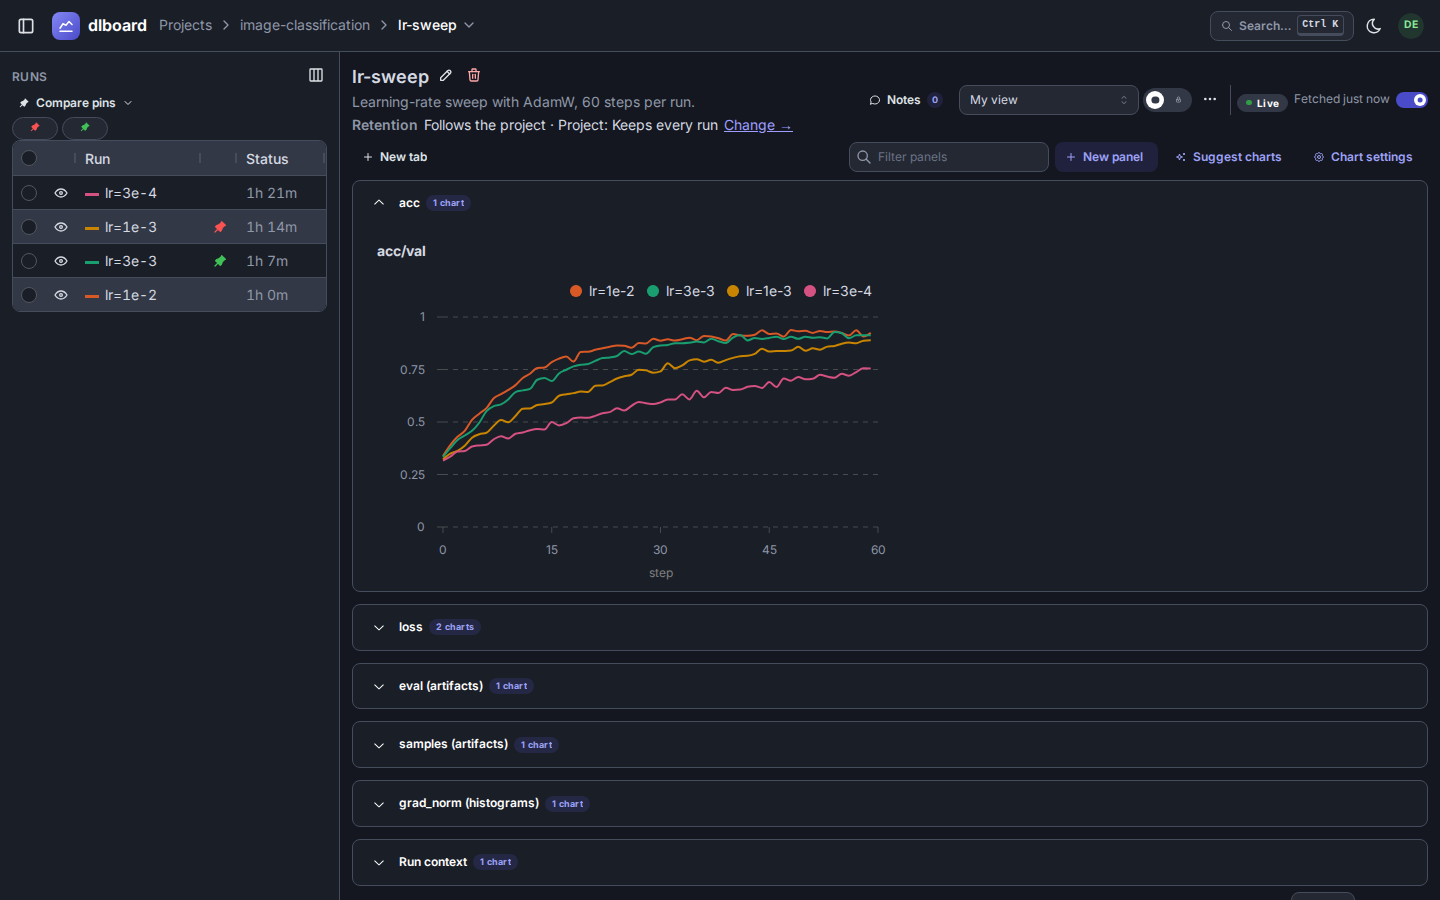 dlboard Projects image-classification lr-sweep Search... Ctrl K DE
RUNS
Compare pins
Run Status
lr=3e-4 1h 21m
lr=1e-3 1h 14m
lr=3e-3 1h 7m
lr=1e-2 1h 0m
lr-sweep
Learning-rate sweep with AdamW, 60 steps per run.
Retention Follows the project · Project: Keeps every run Change →
Notes 0 My view Live Fetched just now
New tab Filter panels New panel Suggest charts Chart settings
acc 1 chart
acc/val
lr=1e-2 lr=3e-3 lr=1e-3 lr=3e-4
1
0.75
0.5
0.25
0
0 15 30 45 60
step
loss 2 charts
eval (artifacts) 1 chart
samples (artifacts) 1 chart
grad_norm (histograms) 1 chart
Run context 1 chart